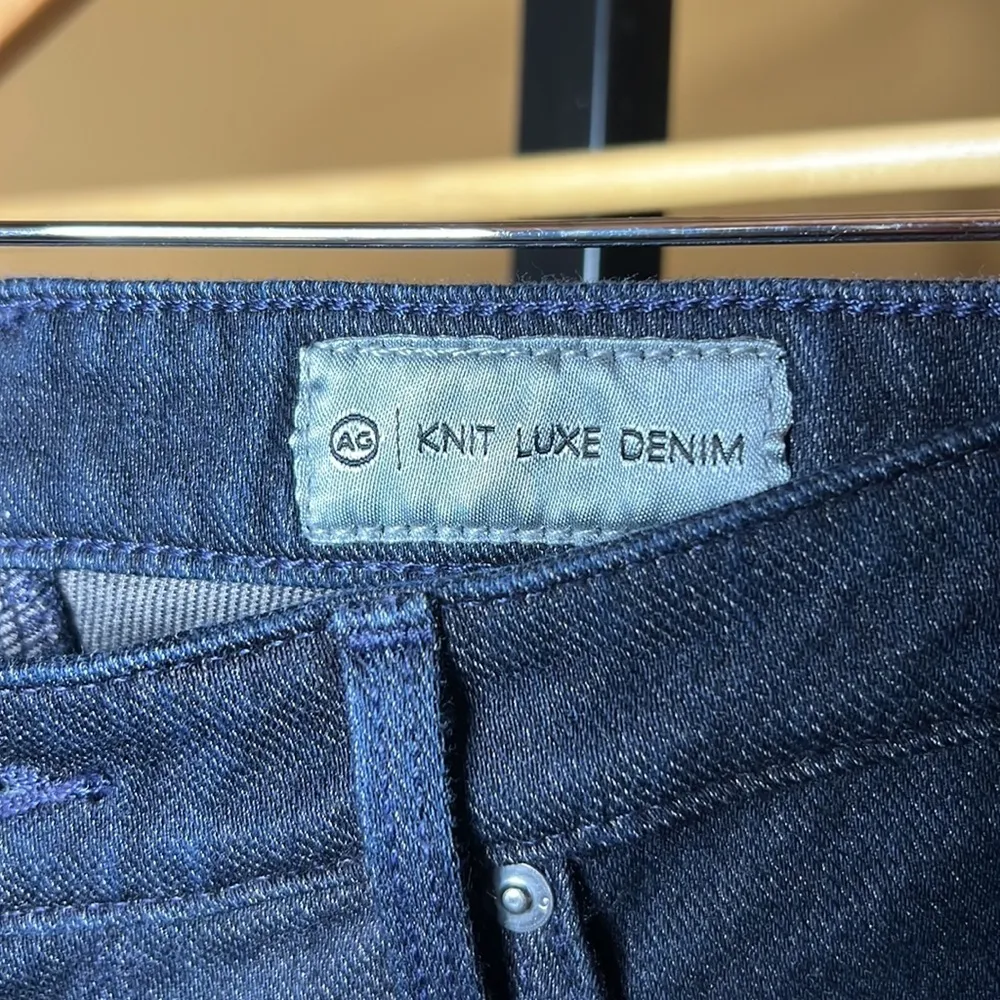 AG | KNIT LUXE DENIM